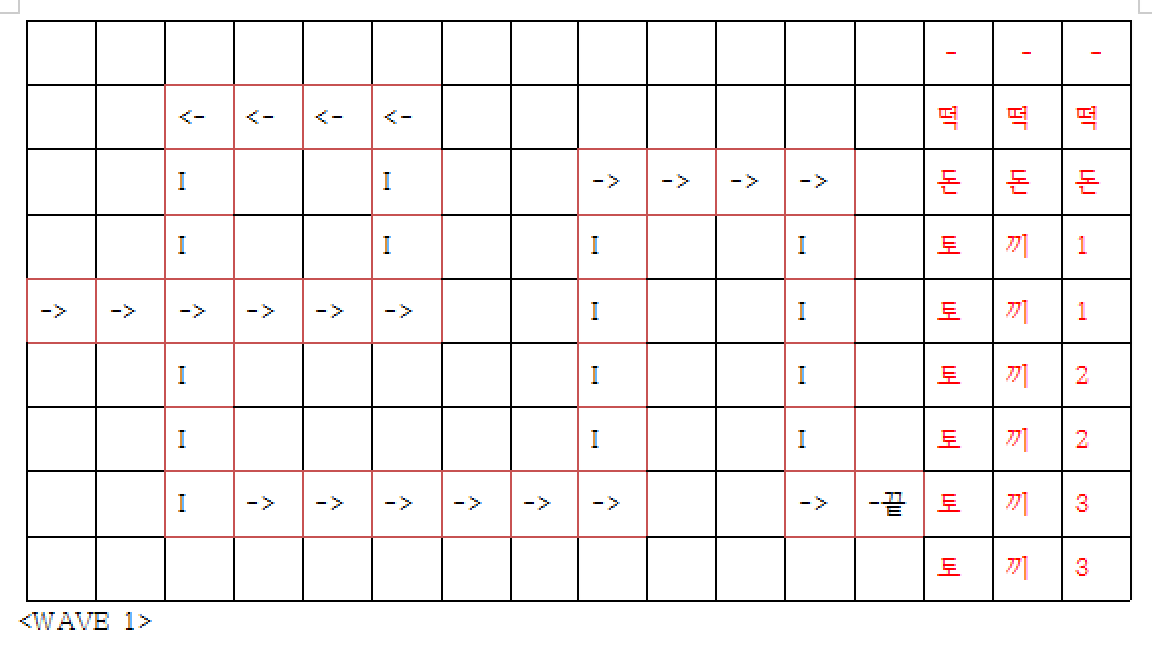 - - -
<- <- <- <- 떡 떡 떡
I I -> -> -> -> 돈 돈 돈
I I I I 토 끼 1
-> -> -> -> -> -> I I 토 끼 1
I I I 토 끼 2
I I I 토 끼 2
I -> -> -> -> -> -> -> -끝 토 끼 3
토 끼 3
<WAVE 1>